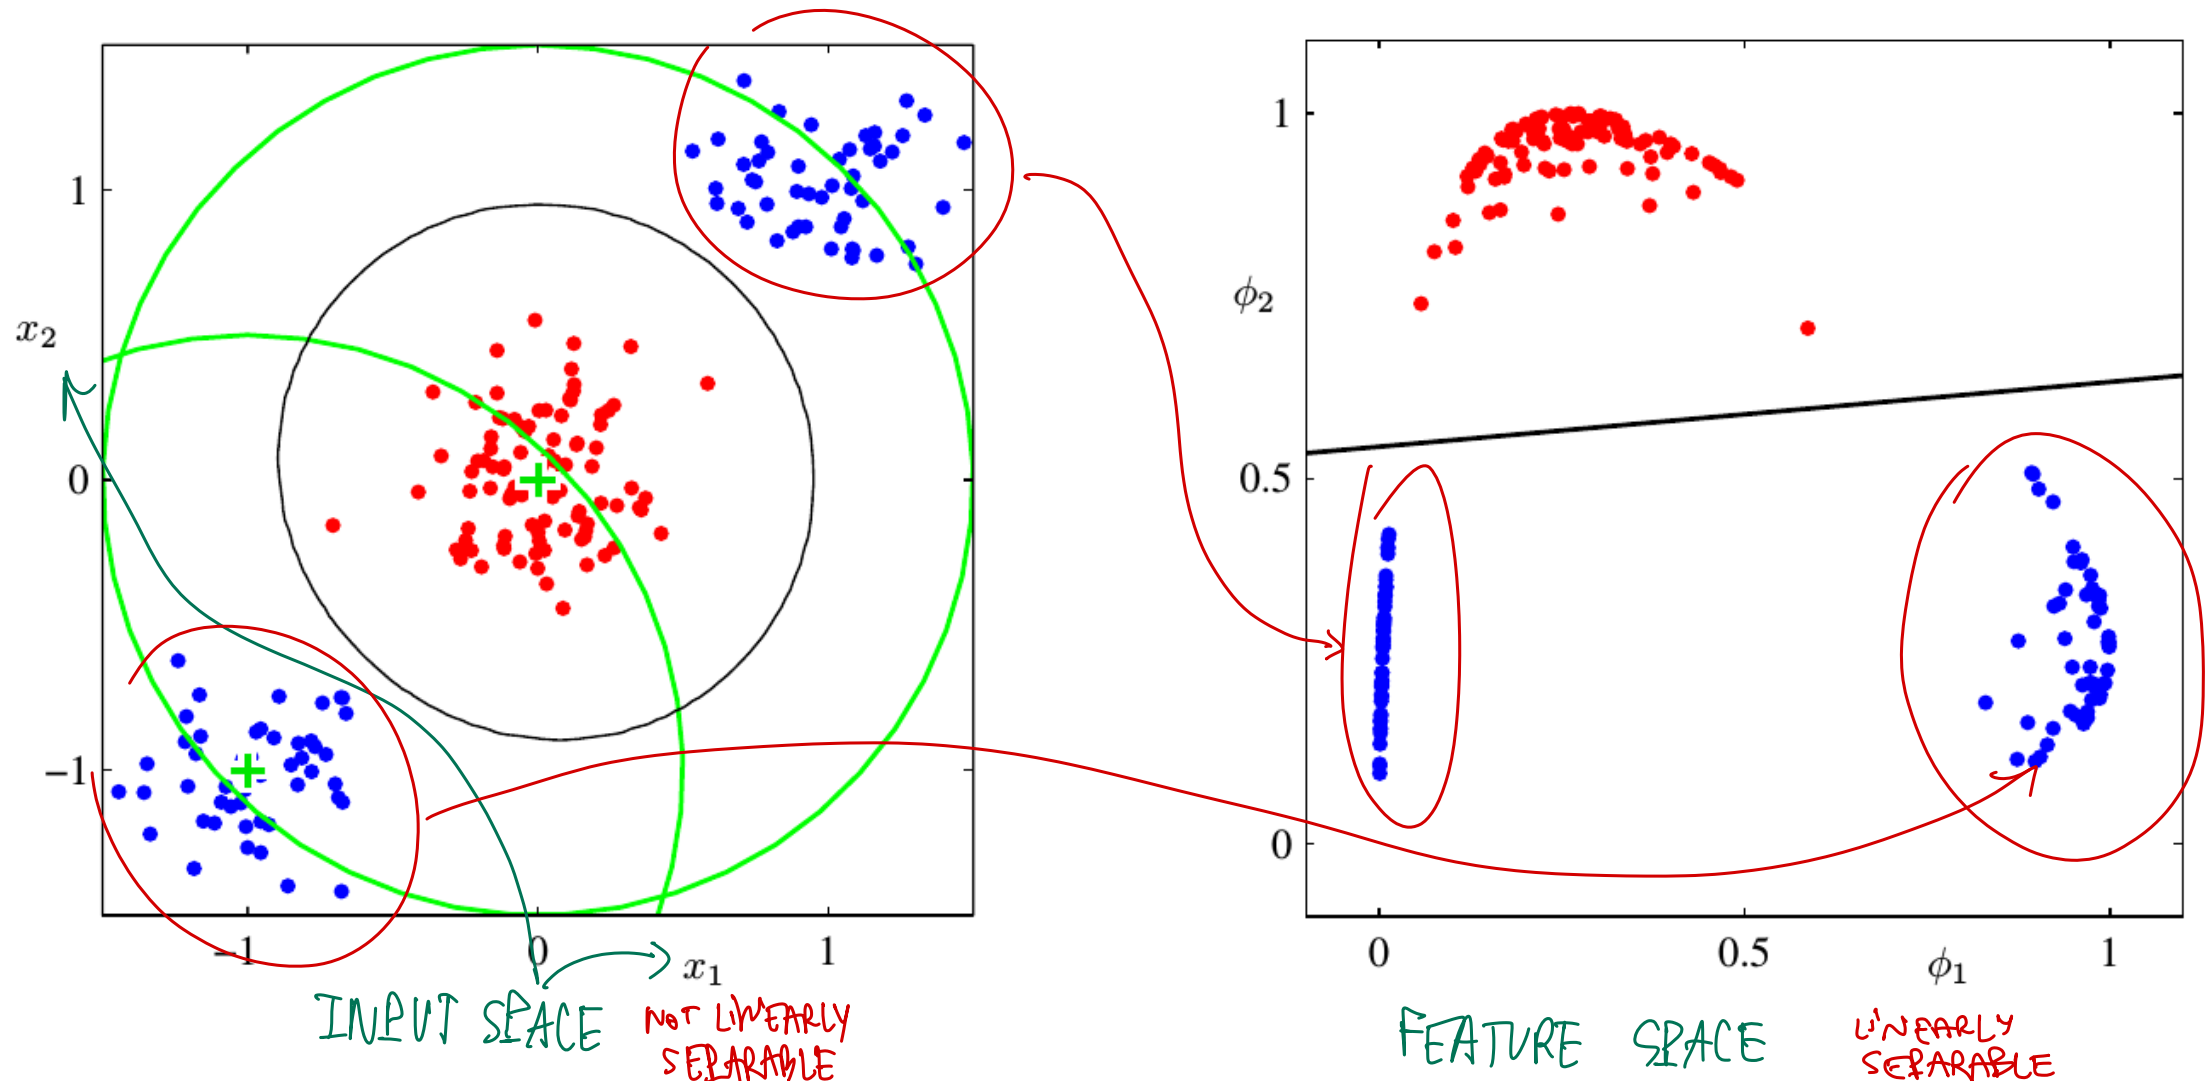 1
0
−1
x₂
−1
0
1
x₁
INPUT SPACE
NOT LINEARLY
SEPARABLE
1
0.5
0
ϕ₂
0
0.5
1
ϕ₁
FEATURE SPACE
LINEARLY
SEPARABLE